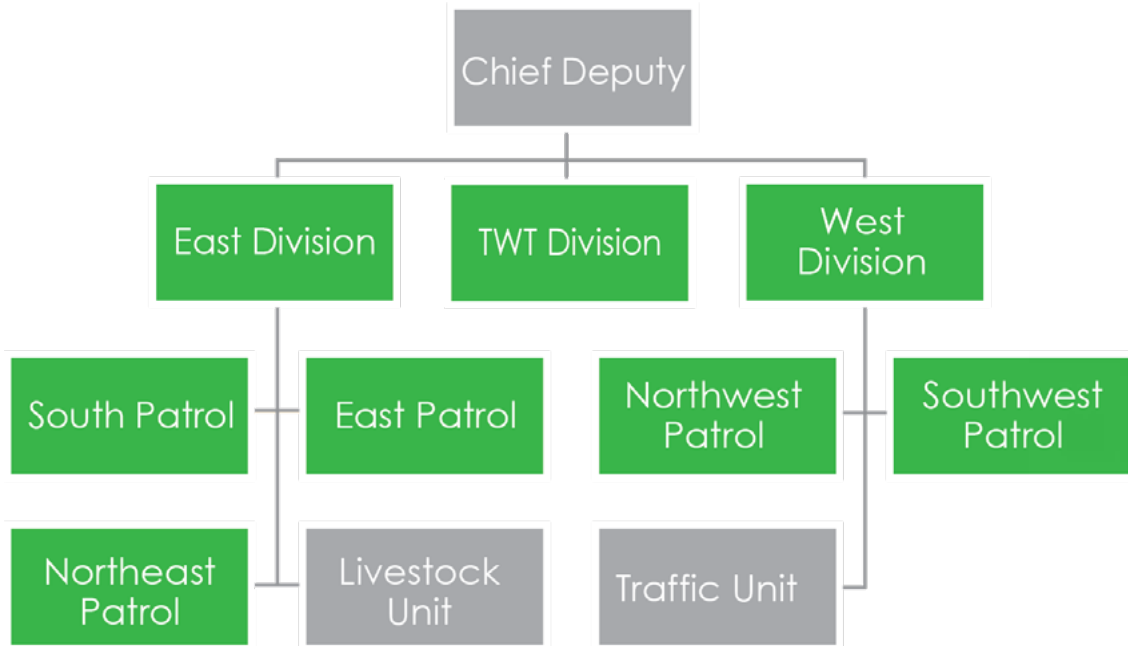 Chief Deputy
East Division
TWT Division
West
Division
South Patrol
East Patrol
Northwest
Patrol
Southwest
Patrol
Northeast
Patrol
Livestock
Unit
Traffic Unit